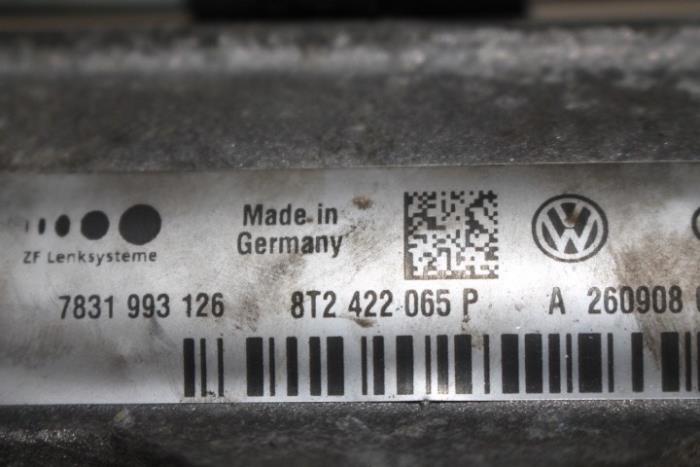 Made in
Germany
ZF Lenksysteme
7831 993 126 8T2 422 065 P A 260908